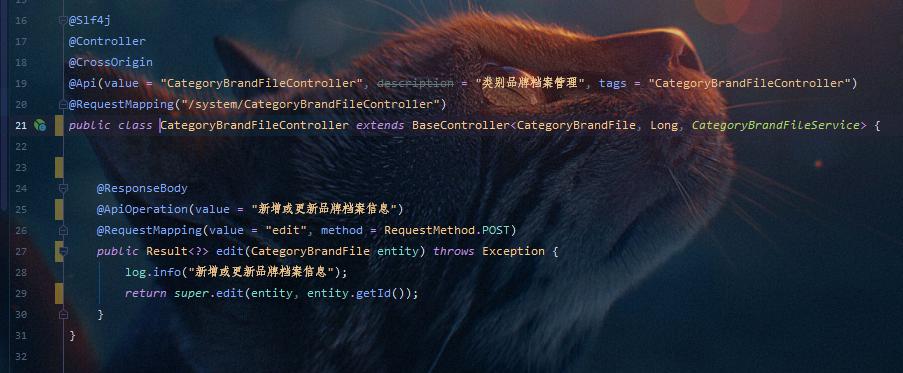 16 @Slf4j
17 @Controller
18 @CrossOrigin
19 @Api(value = "CategoryBrandFileController", description = "类别品牌档案管理", tags = "CategoryBrandFileController")
20 @RequestMapping("/system/CategoryBrandFileController")
21 public class CategoryBrandFileController extends BaseController<CategoryBrandFile, Long, CategoryBrandFileService> {
22
23
24 @ResponseBody
25 @ApiOperation(value = "新增或更新品牌档案信息")
26 @RequestMapping(value = "edit", method = RequestMethod.POST)
27 public Result<?> edit(CategoryBrandFile entity) throws Exception {
28 log.info("新增或更新品牌档案信息");
29 return super.edit(entity, entity.getId());
30 }
31 }
32